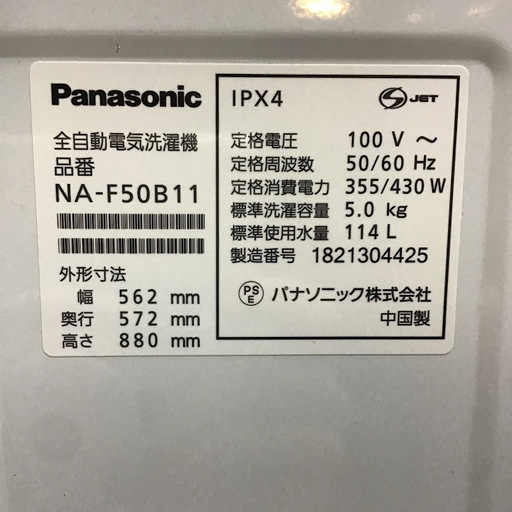 Panasonic
全自動電気洗濯機
品番
NA-F50B11
外形寸法
幅 562 mm
奥行 572 mm
高さ 880 mm
IPX4
S JET
定格電圧 100 V ～
定格周波数 50/60 Hz
定格消費電力 355/430 W
標準洗濯容量 5.0 kg
標準使用水量 114 L
製造番号 1821304425
PS E パナソニック株式会社
中国製